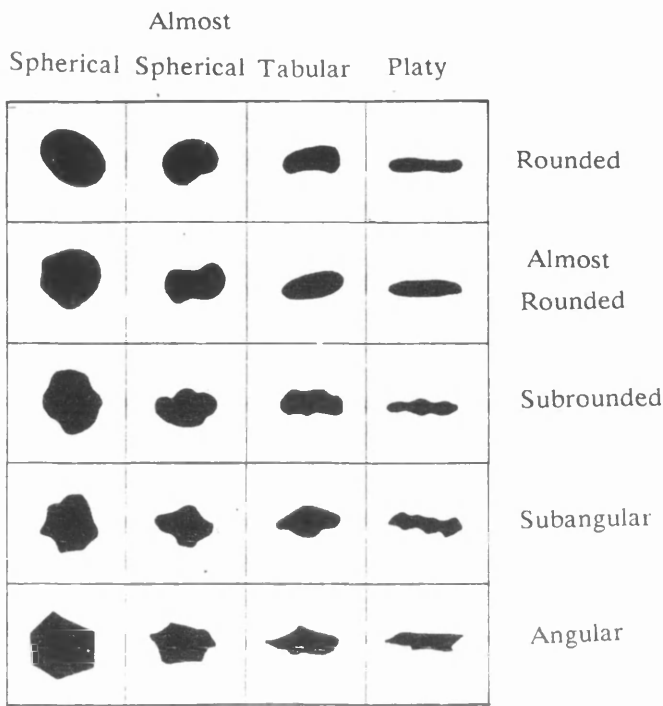 Almost
Spherical Spherical Tabular Platy
Rounded
Almost
Rounded
Subrounded
Subangular
Angular